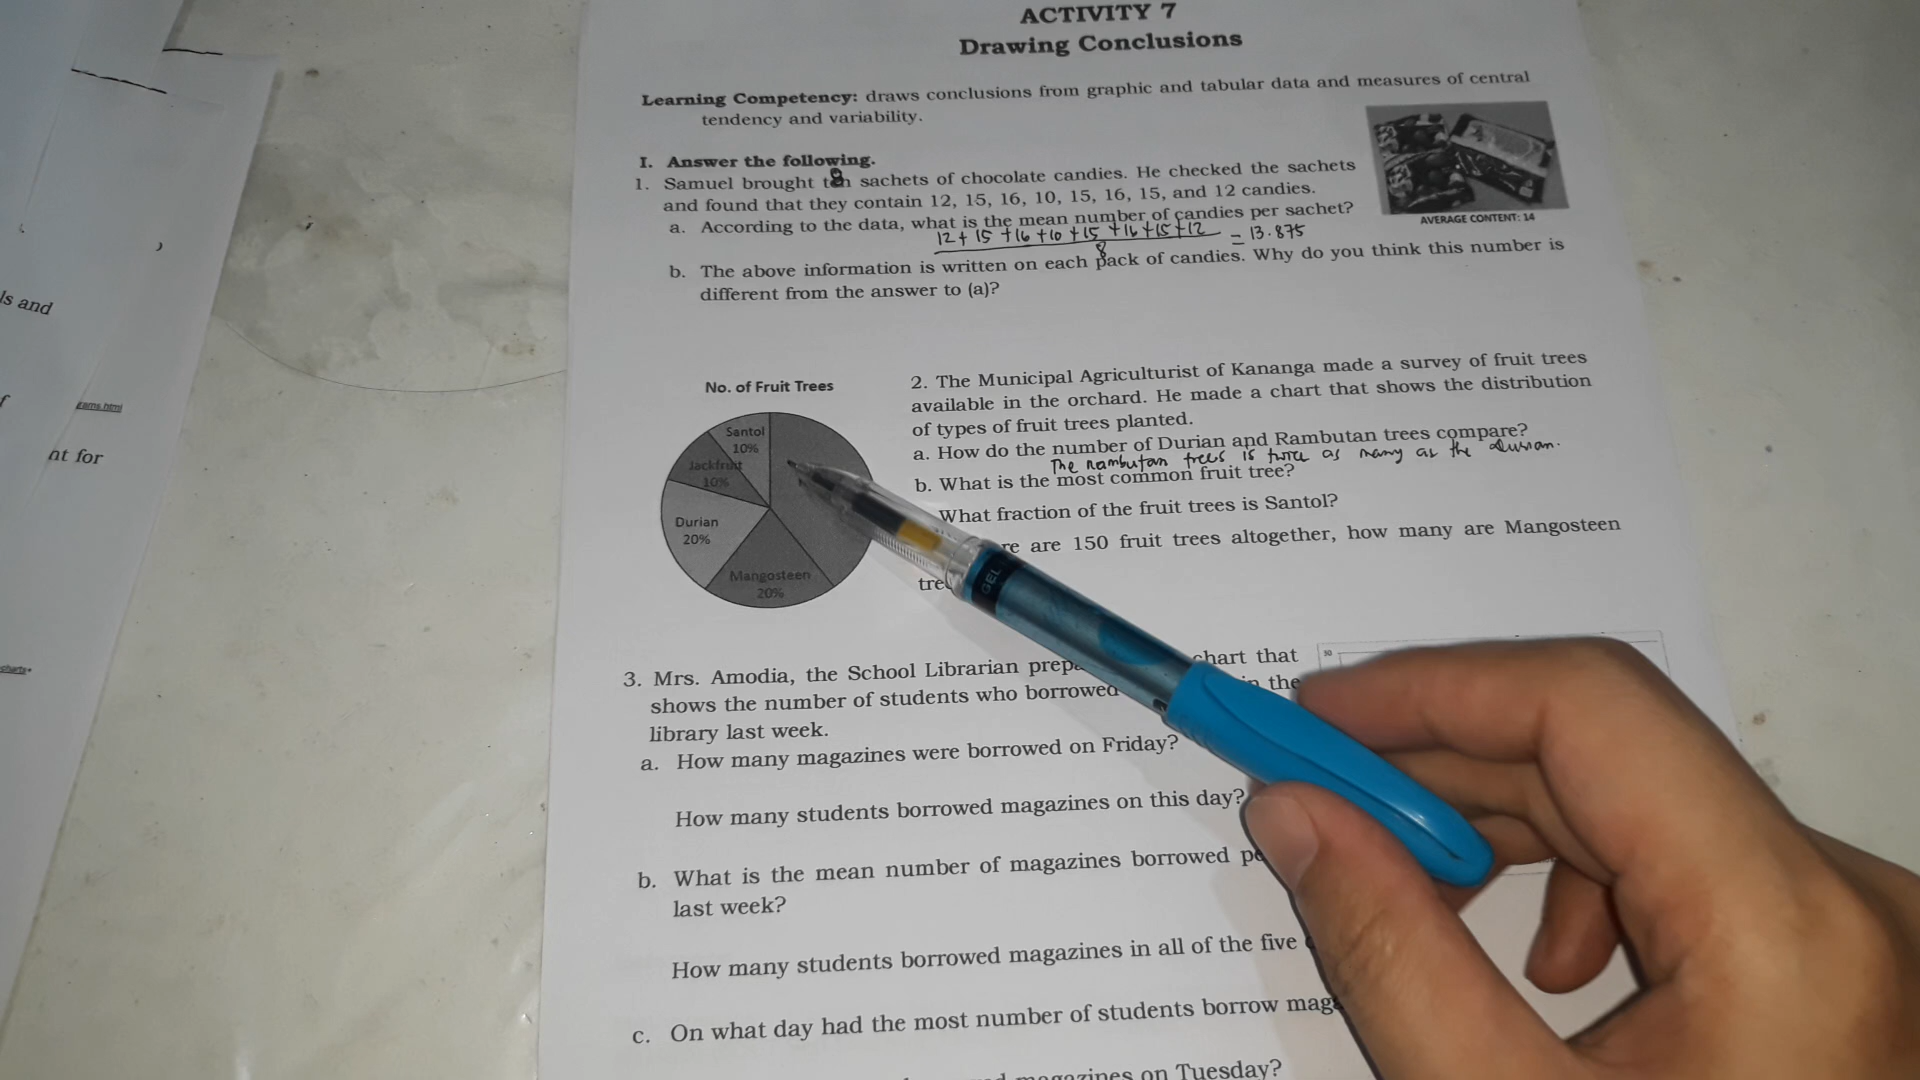 ACTIVITY 7
Drawing Conclusions
Learning Competency: draws conclusions from graphic and tabular data and measures of central
tendency and variability.
I. Answer the following.
1. Samuel brought 8 sachets of chocolate candies. He checked the sachets
and found that they contain 12, 15, 16, 10, 15, 16, 15, and 12 candies.
a. According to the data, what is the mean number of candies per sachet?
12 + 15 + 16 + 10 + 15 + 16 + 15 + 12 = 13.875
8
AVERAGE CONTENT: 14
b. The above information is written on each pack of candies. Why do you think this number is
different from the answer to (a)?
No. of Fruit Trees
Santol
10%
Jackfruit
10%
Durian
20%
Mangosteen
20%
2. The Municipal Agriculturist of Kananga made a survey of fruit trees
available in the orchard. He made a chart that shows the distribution
of types of fruit trees planted.
a. How do the number of Durian and Rambutan trees compare?
The rambutan trees is twice as many as the durian.
b. What is the most common fruit tree?
What fraction of the fruit trees is Santol?
re are 150 fruit trees altogether, how many are Mangosteen
tre
3. Mrs. Amodia, the School Librarian prep chart that
shows the number of students who borrowed in the
library last week.
a. How many magazines were borrowed on Friday?
How many students borrowed magazines on this day?
b. What is the mean number of magazines borrowed pe
last week?
How many students borrowed magazines in all of the five
c. On what day had the most number of students borrow mag
magazines on Tuesday?
50
ls and
nt for